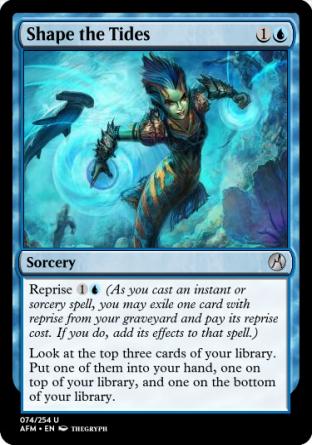 Shape the Tides 1
Sorcery
Reprise 1 (As you cast an instant or
sorcery spell, you may exile one card with
reprise from your graveyard and pay its reprise
cost. If you do, add its effects to that spell.)
Look at the top three cards of your library.
Put one of them into your hand, one on
top of your library, and one on the bottom
of your library.
074/254 U
AFM • EN THEGRYPH